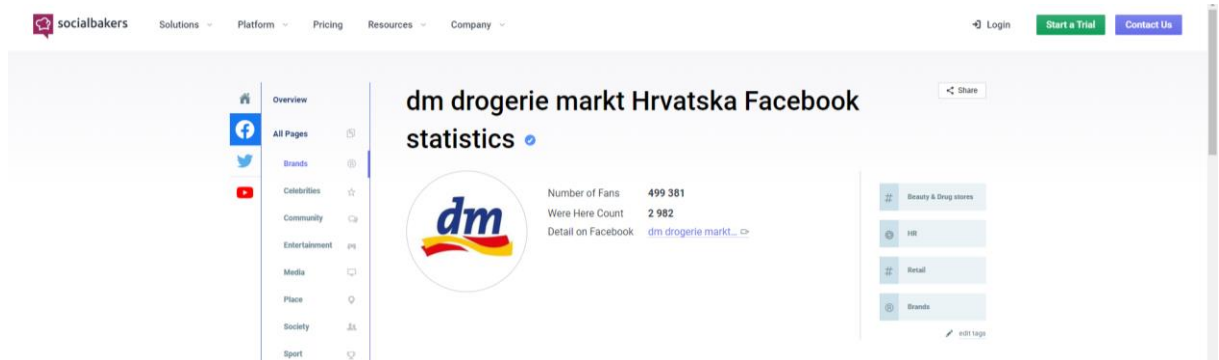 socialbakers Solutions Platform Pricing Resources Company Login Start a Trial Contact Us
Overview
All Pages
Brands
Celebrities
Community
Entertainment
Media
Place
Society
Sport
dm drogerie markt Hrvatska Facebook
statistics
Share
dm
Number of Fans 499 381
Were Here Count 2 982
Detail on Facebook dm drogerie markt...
# Beauty & Drug stores
HR
# Retail
Brands
edit tags